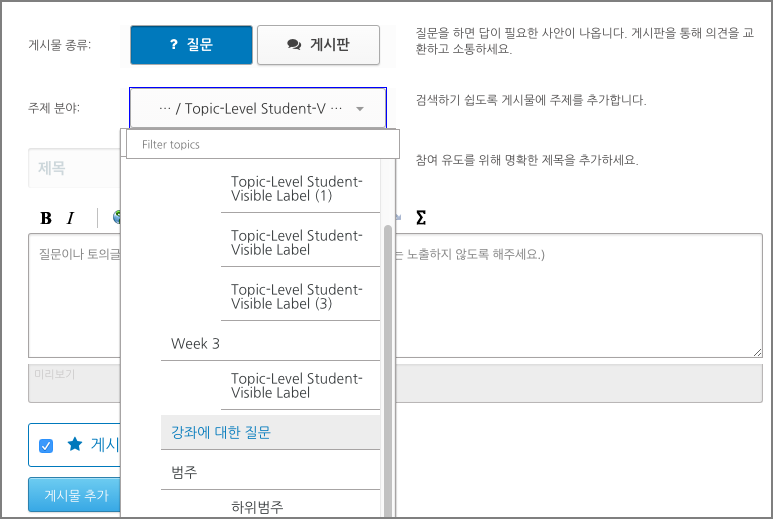 게시물 종류:
? 질문
게시판
질문을 하면 답이 필요한 사안이 나옵니다. 게시판을 통해 의견을 교
환하고 소통하세요.
주제 분야:
… / Topic-Level Student-V …
검색하기 쉽도록 게시물에 주제를 추가합니다.
Filter topics
제목
참여 유도를 위해 명확한 제목을 추가하세요.
Topic-Level Student-
Visible Label (1)
B I
Σ
Topic-Level Student-
Visible Label
질문이나 토의글
는 노출하지 않도록 해주세요.)
Topic-Level Student-
Visible Label (3)
Week 3
미리보기
Topic-Level Student-
Visible Label
강좌에 대한 질문
게시
범주
게시물 추가
하위범주